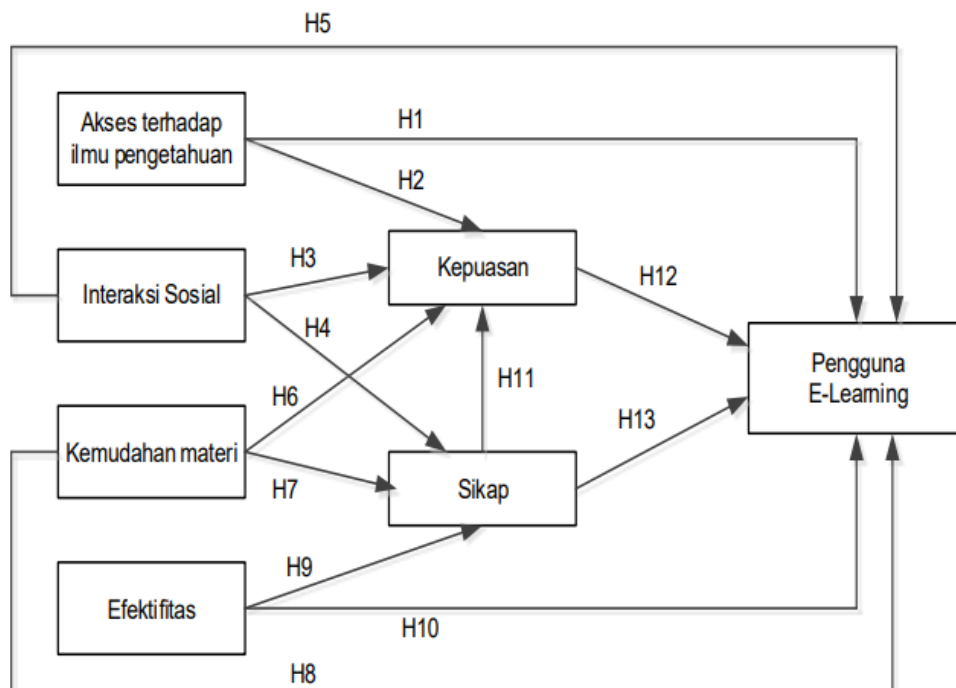 H5
Akses terhadap
ilmu pengetahuan
H1
H2
Interaksi Sosial
H3
Kepuasan
H12
H4
H11
Pengguna
E-Learning
H6
H13
Kemudahan materi
H7
Sikap
H9
Efektifitas
H10
H8